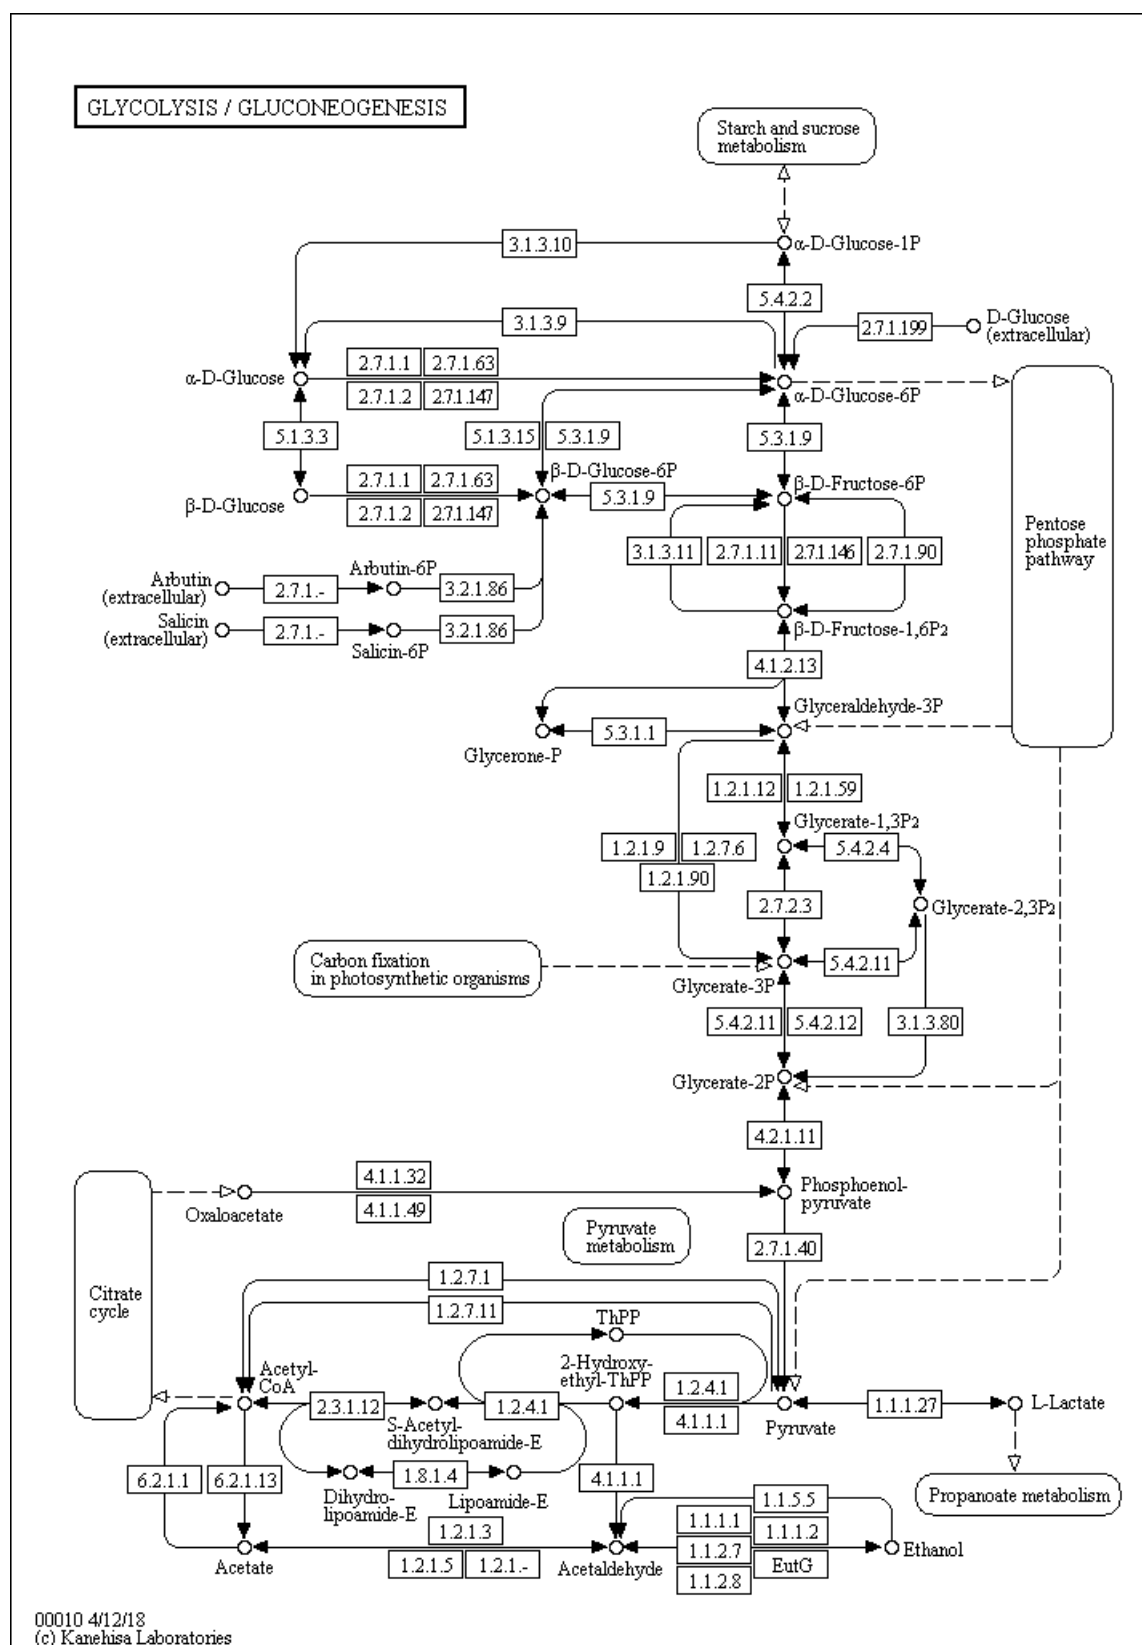 GLYCOLYSIS / GLUCONEOGENESIS
Starch and sucrose
metabolism
3.1.3.10
α-D-Glucose-1P
5.4.2.2
3.1.3.9
2.7.1.199
D-Glucose
(extracellular)
α-D-Glucose
2.7.1.1
2.7.1.63
2.7.1.2
2.7.1.147
α-D-Glucose-6P
5.1.3.3
5.1.3.15
5.3.1.9
5.3.1.9
β-D-Glucose
2.7.1.1
2.7.1.63
2.7.1.2
2.7.1.147
β-D-Glucose-6P
5.3.1.9
β-D-Fructose-6P
Pentose
phosphate
pathway
3.1.3.11
2.7.1.11
2.7.1.146
2.7.1.90
Arbutin
(extracellular)
2.7.1.-
Arbutin-6P
3.2.1.86
Salicin
(extracellular)
2.7.1.-
Salicin-6P
3.2.1.86
β-D-Fructose-1,6P2
4.1.2.13
Glyceraldehyde-3P
Glycerone-P
5.3.1.1
1.2.1.12
1.2.1.59
Glycerate-1,3P2
1.2.1.9
1.2.7.6
1.2.1.90
5.4.2.4
2.7.2.3
Glycerate-2,3P2
Carbon fixation
in photosynthetic organisms
5.4.2.11
Glycerate-3P
5.4.2.11
5.4.2.12
3.1.3.80
Glycerate-2P
4.2.1.11
4.1.1.32
Oxaloacetate
4.1.1.49
Phosphoenol-
pyruvate
Pyruvate
metabolism
2.7.1.40
Citrate
cycle
1.2.7.1
1.2.7.11
ThPP
Acetyl-
CoA
2-Hydroxy-
ethyl-ThPP
2.3.1.12
S-Acetyl-
dihydrolipoamide-E
1.2.4.1
1.2.4.1
4.1.1.1
Pyruvate
1.1.1.27
L-Lactate
6.2.1.1
6.2.1.13
1.8.1.4
Dihydro-
lipoamide-E
Lipoamide-E
4.1.1.1
Propanoate metabolism
1.1.5.5
1.1.1.1
1.1.1.2
1.2.1.3
Acetate
1.2.1.5
1.2.1.-
Acetaldehyde
1.1.2.7
EutG
1.1.2.8
Ethanol
00010 4/12/18
(c) Kanehisa Laboratories